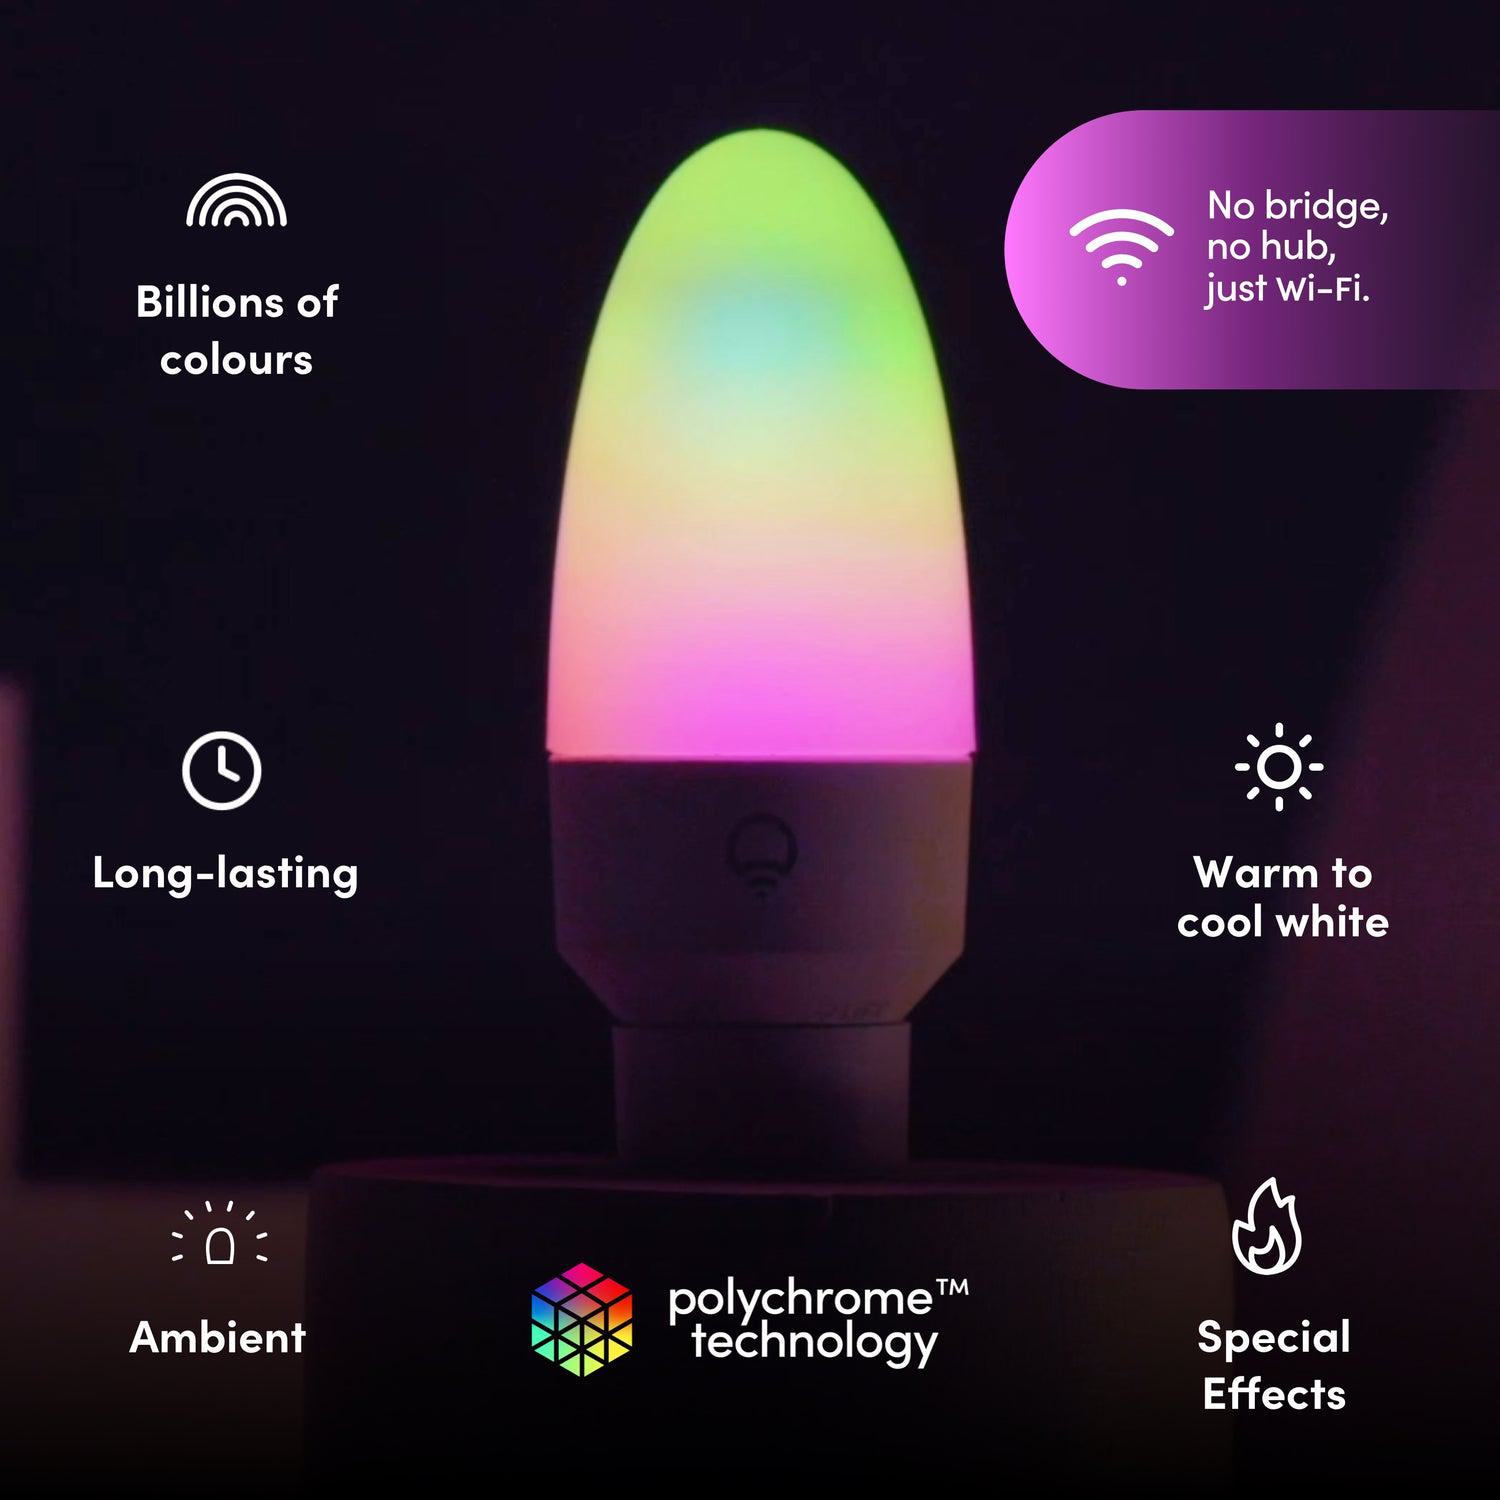 Billions of
colours
No bridge,
no hub,
just Wi-Fi.
Long-lasting
Warm to
cool white
Ambient
polychrome™
technology
Special
Effects